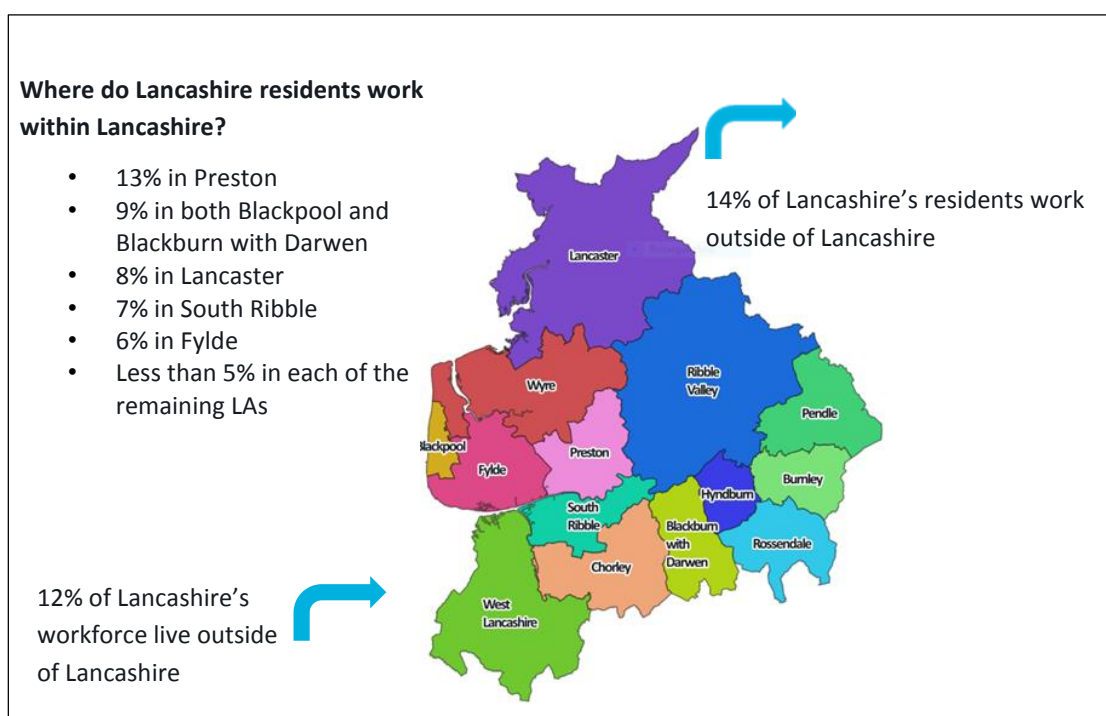 Where do Lancashire residents work
within Lancashire?
• 13% in Preston
• 9% in both Blackpool and
Blackburn with Darwen
• 8% in Lancaster
• 7% in South Ribble
• 6% in Fylde
• Less than 5% in each of the
remaining LAs
14% of Lancashire's residents work
outside of Lancashire
Lancaster
Wyre
Ribble
Valley
Pendle
Blackpool
Fylde
Preston
Burnley
Hyndburn
South
Ribble
Blackburn
with
Darwen
Rossendale
Chorley
West
Lancashire
12% of Lancashire's
workforce live outside
of Lancashire